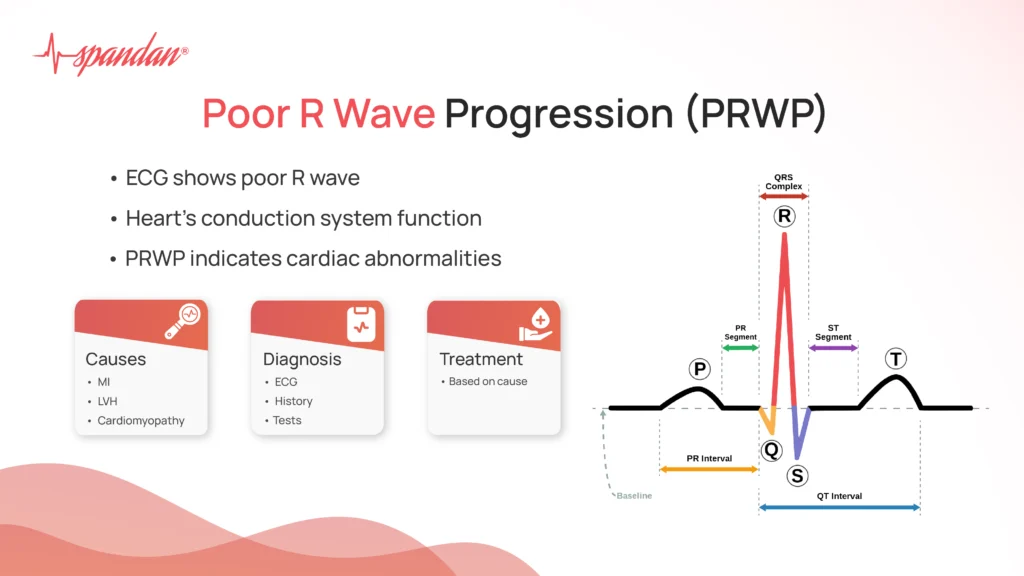 spandan®
Poor R Wave Progression (PRWP)
• ECG shows poor R wave
• Heart's conduction system function
• PRWP indicates cardiac abnormalities
Causes
• MI
• LVH
• Cardiomyopathy
Diagnosis
• ECG
• History
• Tests
Treatment
• Based on cause
QRS
Complex
R
PR
Segment
ST
Segment
P
T
Q
S
PR Interval
Baseline
QT Interval